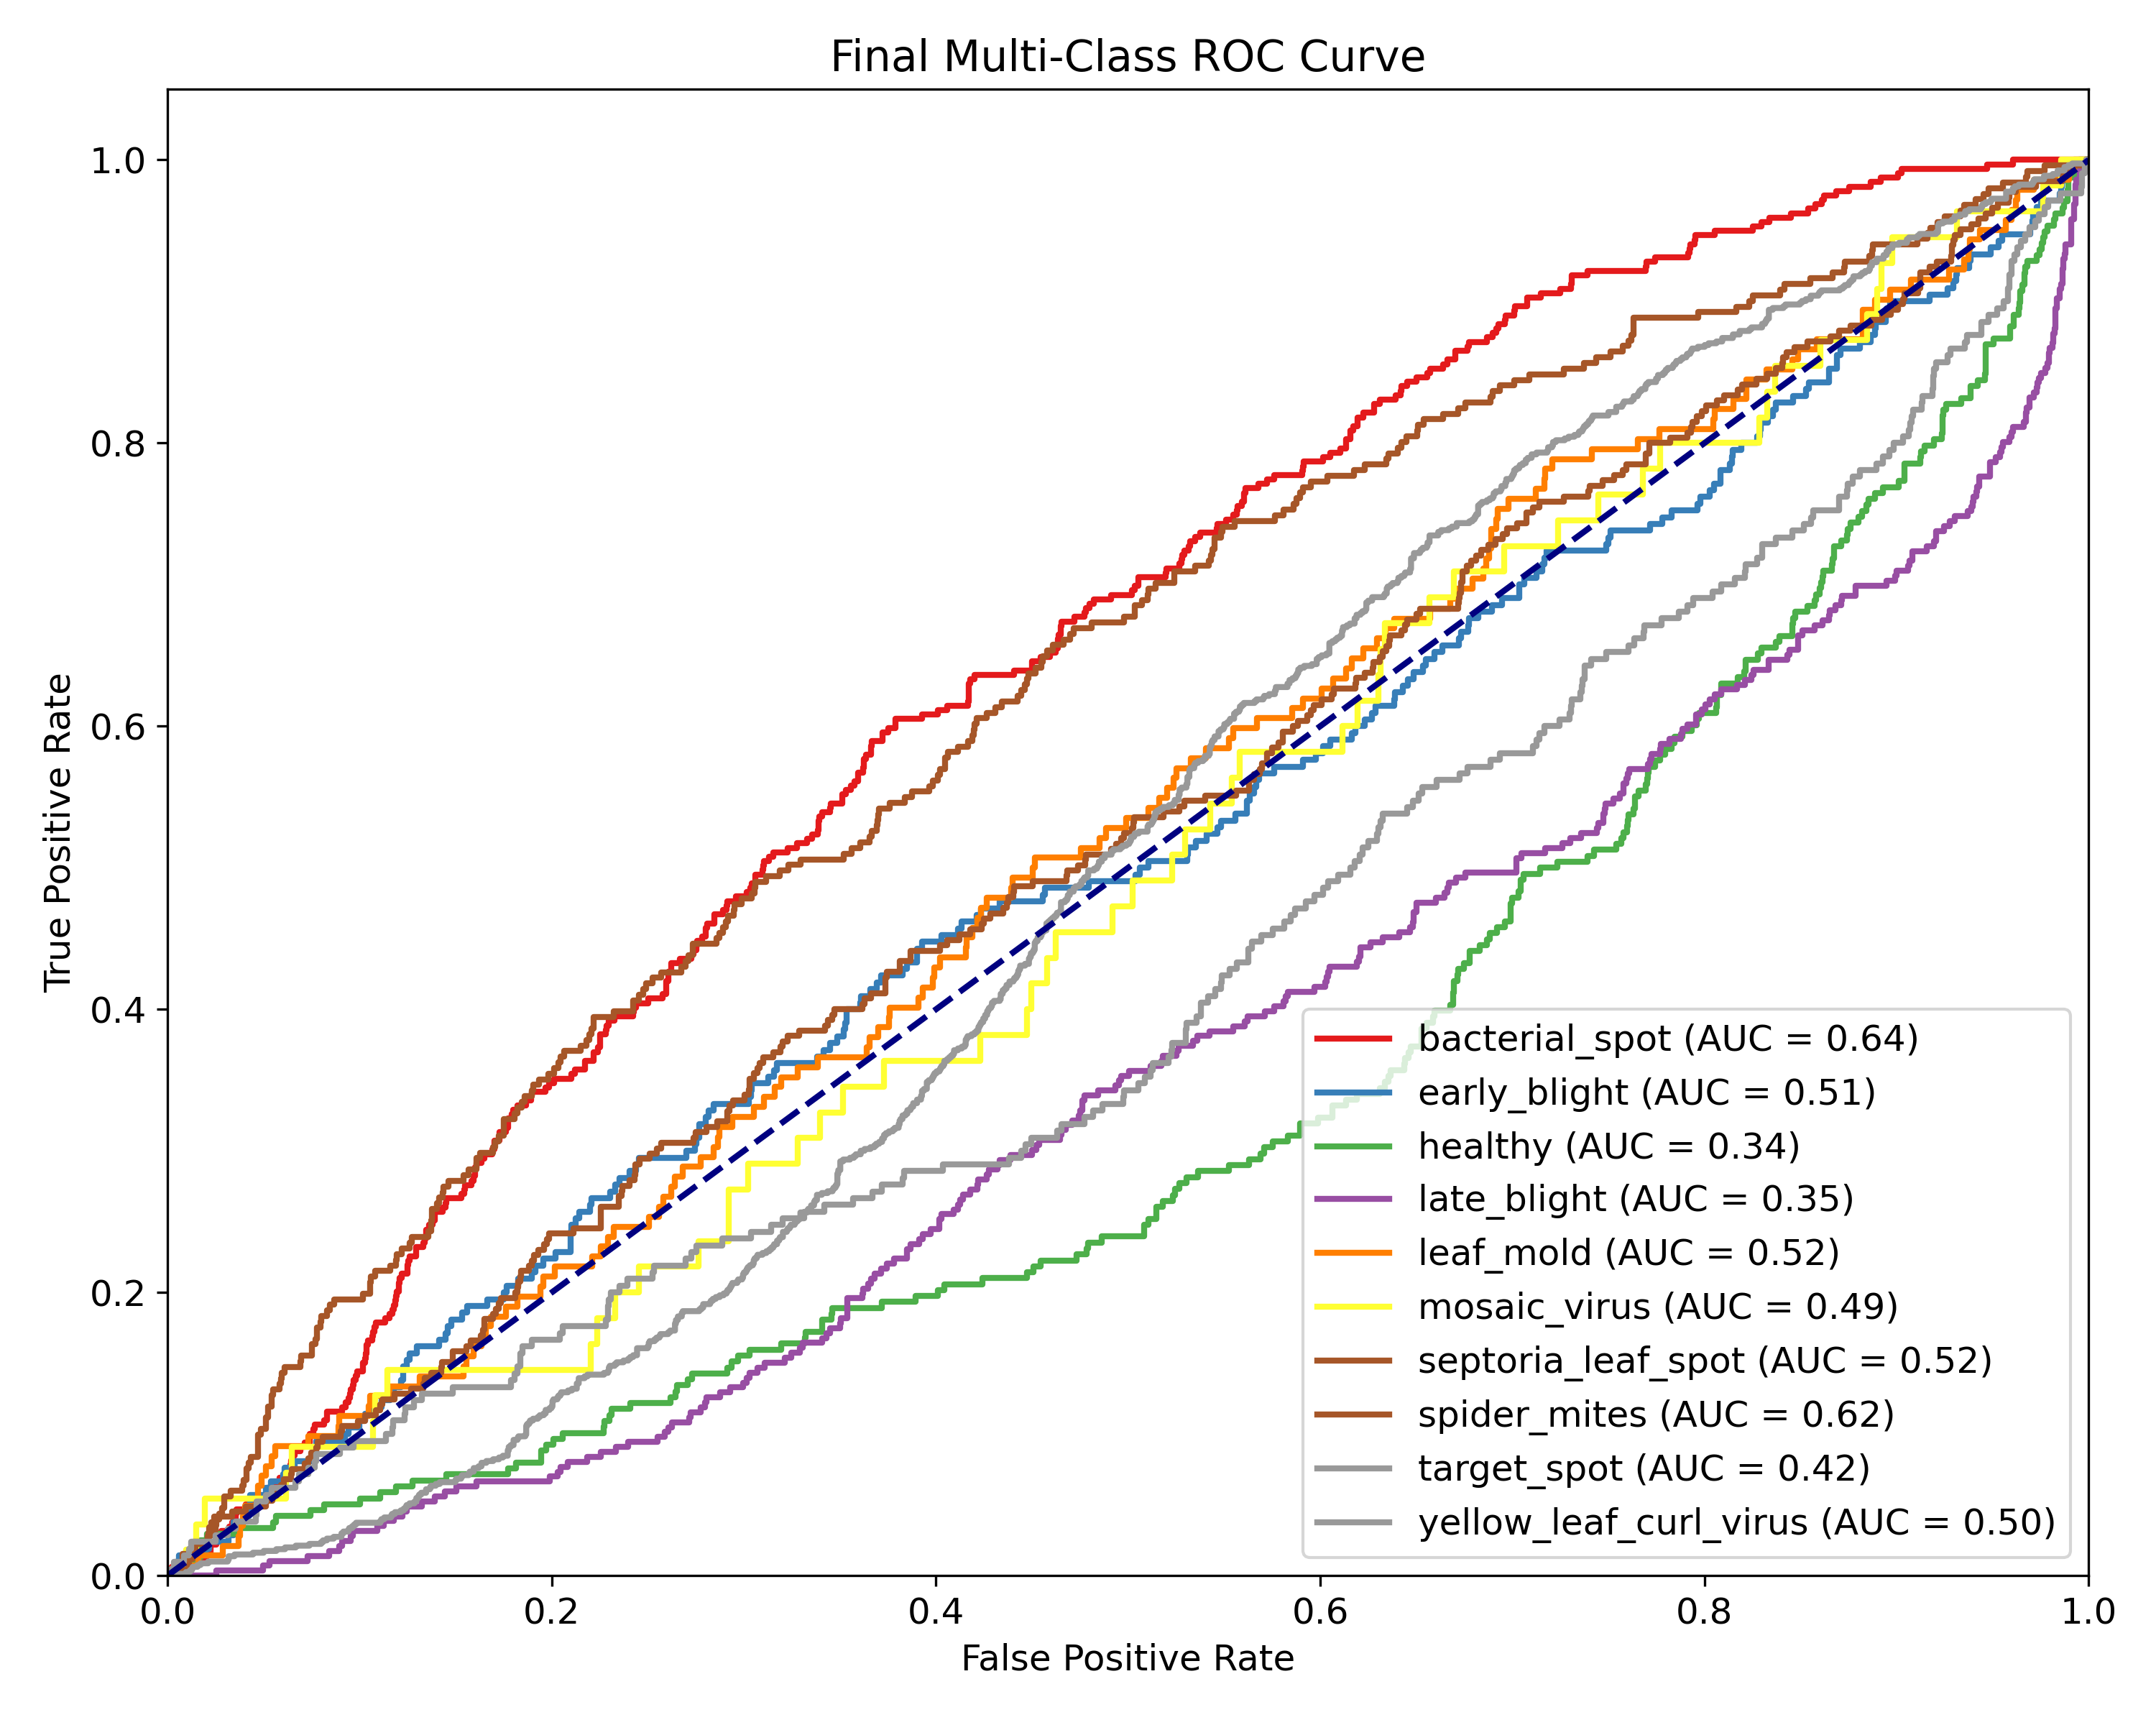 Final Multi-Class ROC Curve
1.0
0.8
0.6
0.4
0.2
0.0
True Positive Rate
bacterial_spot (AUC = 0.64)
early_blight (AUC = 0.51)
healthy (AUC = 0.34)
late_blight (AUC = 0.35)
leaf_mold (AUC = 0.52)
mosaic_virus (AUC = 0.49)
septoria_leaf_spot (AUC = 0.52)
spider_mites (AUC = 0.62)
target_spot (AUC = 0.42)
yellow_leaf_curl_virus (AUC = 0.50)
0.0 0.2 0.4 0.6 0.8 1.0
False Positive Rate